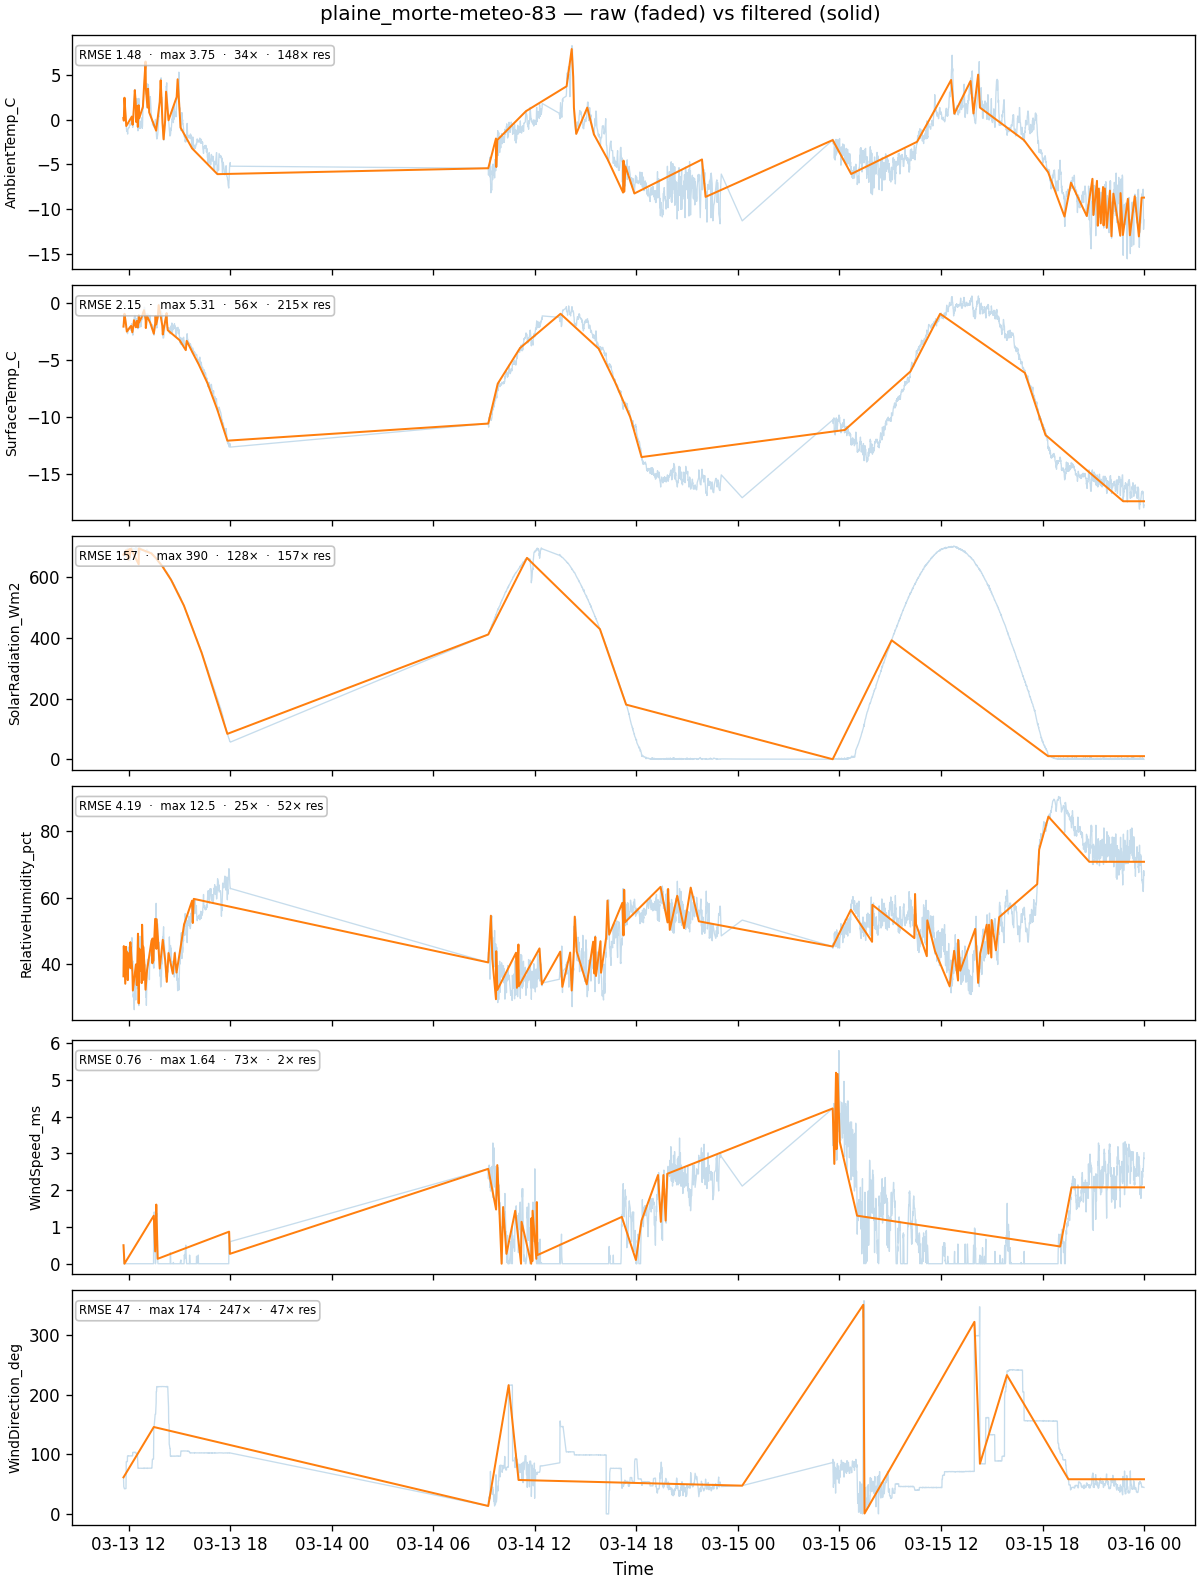 plaine_morte-meteo-83 — raw (faded) vs filtered (solid)
RMSE 1.48 · max 3.75 · 34× · 148× res
AmbientTemp_C
5
0
−5
−10
−15
RMSE 2.15 · max 5.31 · 56× · 215× res
SurfaceTemp_C
0
−5
−10
−15
RMSE 157 · max 390 · 128× · 157× res
SolarRadiation_Wm2
600
400
200
0
RMSE 4.19 · max 12.5 · 25× · 52× res
RelativeHumidity_pct
80
60
40
RMSE 0.76 · max 1.64 · 73× · 2× res
WindSpeed_ms
6
5
4
3
2
1
0
RMSE 47 · max 174 · 247× · 47× res
WindDirection_deg
300
200
100
0
03-13 12 03-13 18 03-14 00 03-14 06 03-14 12 03-14 18 03-15 00 03-15 06 03-15 12 03-15 18 03-16 00
Time